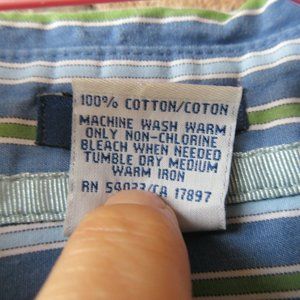 100% COTTON/COTON
MACHINE WASH WARM
ONLY NON-CHLORINE
BLEACH WHEN NEEDED
TUMBLE DRY MEDIUM
WARM IRON
RN 54023/CA 17897